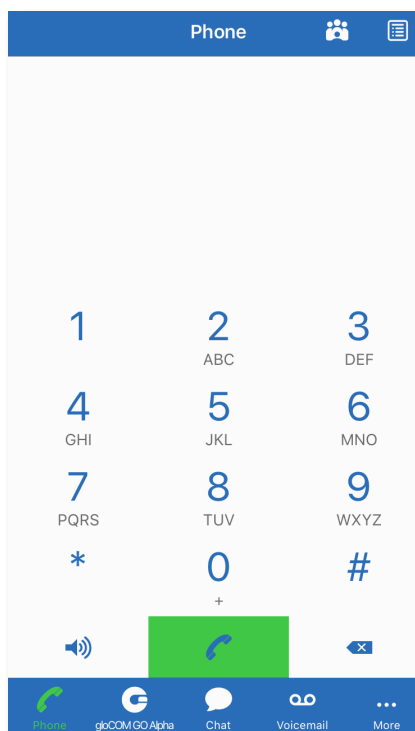 Phone
1 2 3
ABC DEF
4 5 6
GHI JKL MNO
7 8 9
PQRS TUV WXYZ
* 0 #
+
Phone gloCOM GO Alpha Chat Voicemail More